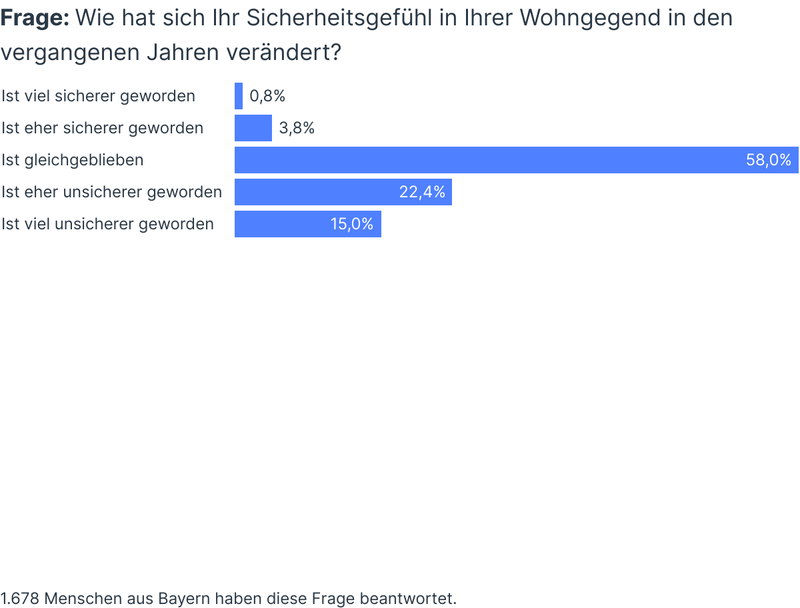 Frage: Wie hat sich Ihr Sicherheitsgefühl in Ihrer Wohngegend in den
vergangenen Jahren verändert?
Ist viel sicherer geworden 0,8%
Ist eher sicherer geworden 3,8%
Ist gleichgeblieben 58,0%
Ist eher unsicherer geworden 22,4%
Ist viel unsicherer geworden 15,0%
1.678 Menschen aus Bayern haben diese Frage beantwortet.